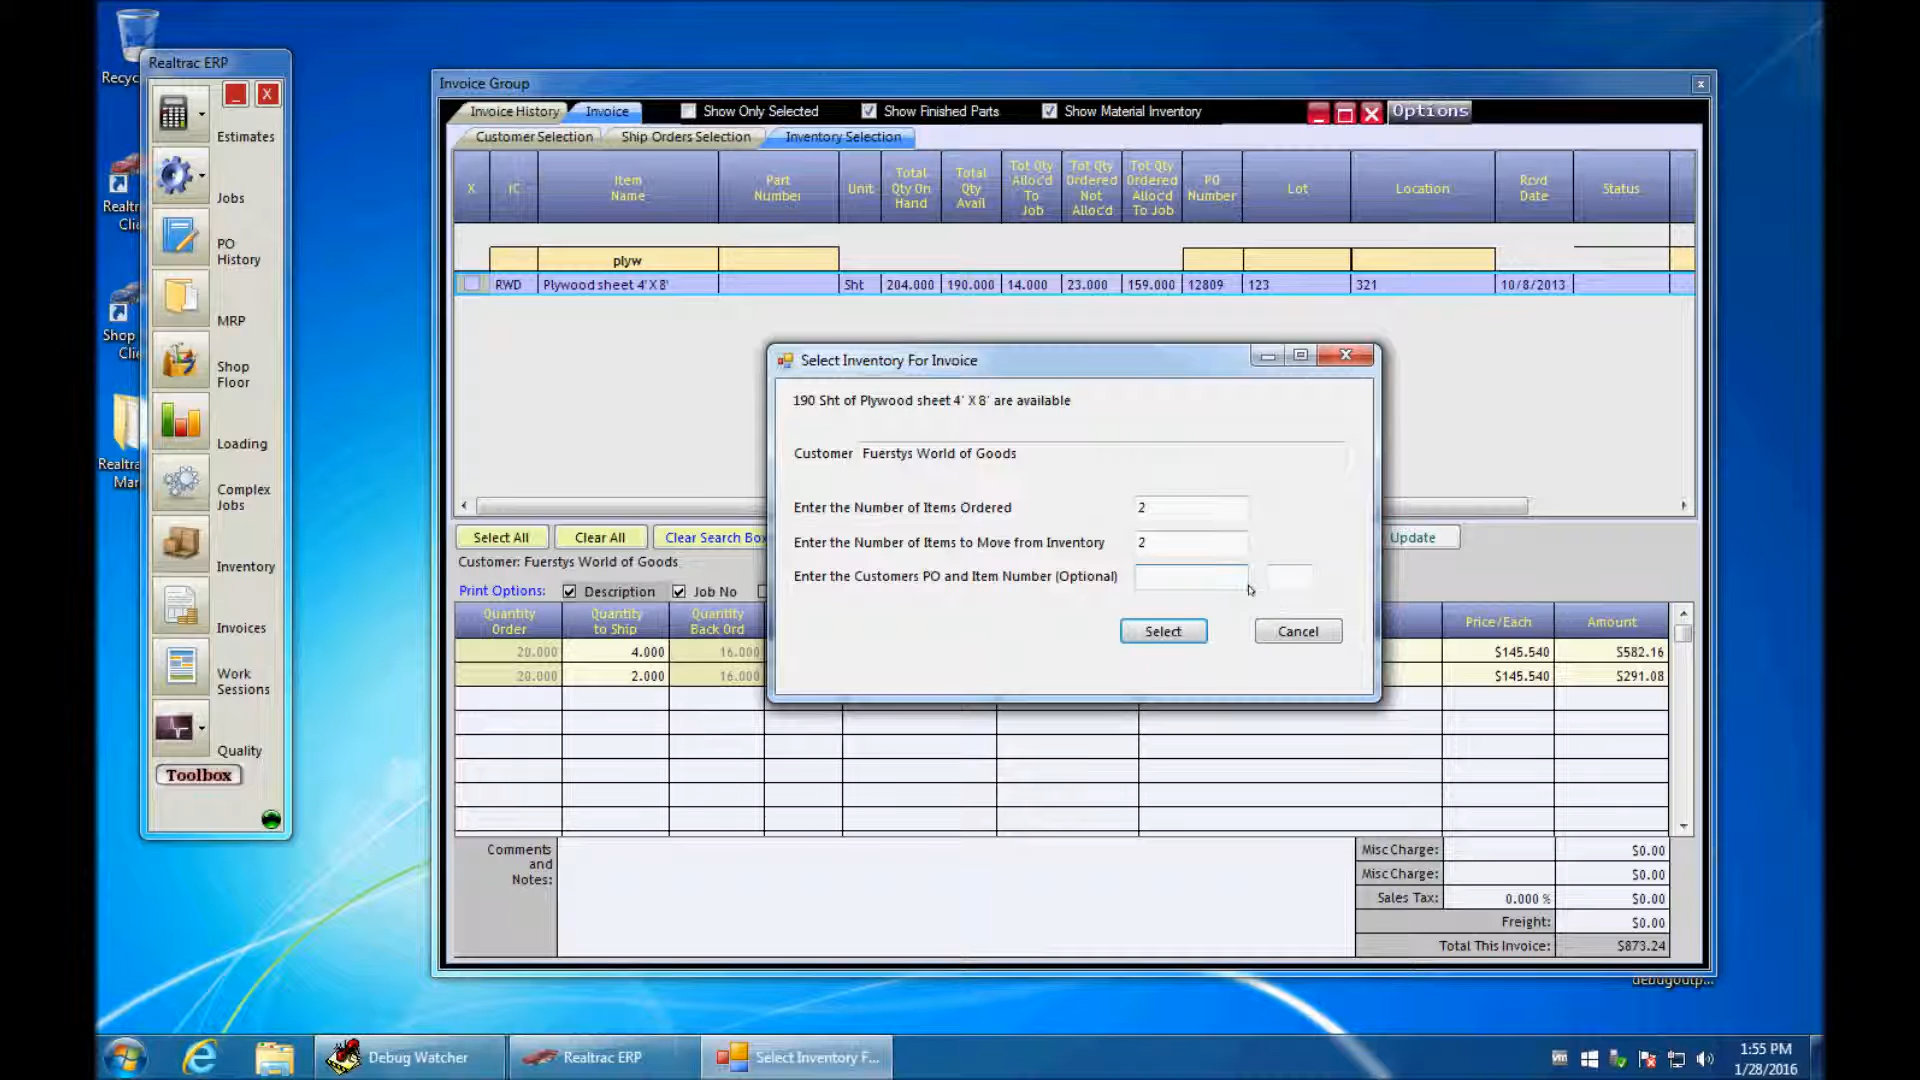 Recyc
Realtrac ERP
Estimates
Jobs
PO
History
MRP
Shop
Floor
Loading
Complex
Jobs
Inventory
Invoices
Work
Sessions
Quality
Toolbox
Realtr
Clie
Shop
Clie
Realtra
Man
Invoice Group
Invoice History
Invoice
Show Only Selected
Show Finished Parts
Show Material Inventory
Options
Customer Selection
Ship Orders Selection
Inventory Selection
X
IC
Item
Name
Part
Number
Unit
Total
Qty On
Hand
Total
Qty
Avail
Tot Qty
Alloc'd
To
Job
Tot Qty
Ordered
Not
Alloc'd
Tot Qty
Ordered
Alloc'd
To Job
PO
Number
Lot
Location
Rcvd
Date
Status
plyw
RWD Plywood sheet 4' X 8' Sht 204.000 190.000 14.000 23.000 159.000 12809 123 321 10/8/2013
Select Inventory For Invoice
190 Sht of Plywood sheet 4' X 8' are available
Customer Fuerstys World of Goods
Enter the Number of Items Ordered 2
Enter the Number of Items to Move from Inventory 2
Enter the Customers PO and Item Number (Optional)
Select
Cancel
Select All
Clear All
Clear Search Box
Update
Customer: Fuerstys World of Goods
Print Options: Description Job No
Quantity
Order
Quantity
to Ship
Quantity
Back Ord
Price/Each
Amount
20.000 4.000 16.000 $145.540 $582.16
20.000 2.000 16.000 $145.540 $291.08
Comments
and
Notes:
Misc Charge: $0.00
Misc Charge: $0.00
Sales Tax: 0.000 % $0.00
Freight: $0.00
Total This Invoice: $873.24
debugoutp...
Debug Watcher
Realtrac ERP
Select Inventory F...
1:55 PM
1/28/2016